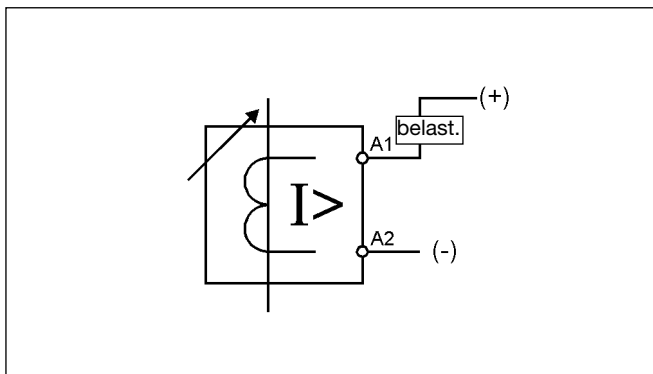 (+)
belast.
A1
I>
A2
(-)